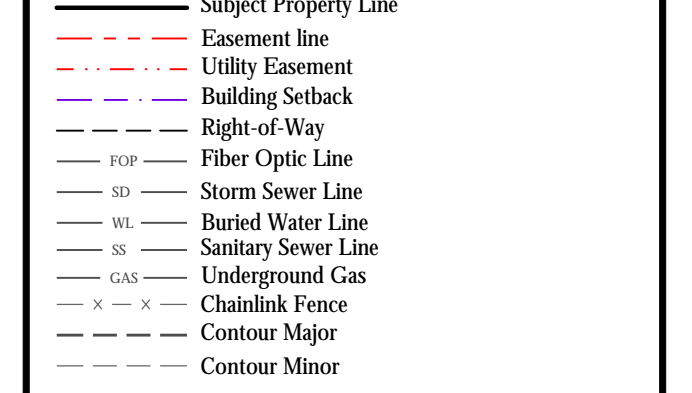 Subject Property Line
Easement line
Utility Easement
Building Setback
Right-of-Way
FOP Fiber Optic Line
SD Storm Sewer Line
WL Buried Water Line
SS Sanitary Sewer Line
GAS Underground Gas
Chainlink Fence
Contour Major
Contour Minor